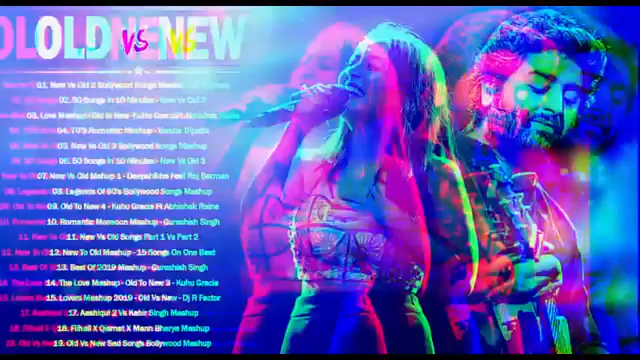 OLD VS NEW
01. New Vs Old 2 Bollywood Songs Mashup
02. 50 Songs in 10 Minutes - New Vs Old 2
03. Love Mashup - Old to New - Kuhu Gracia Ft
04. 70's Romantic Mashup -
05. New Vs Old 3 Bollywood Songs Mashup
06. 50 Songs in 10 Minutes - New Vs Old 3
07. New Vs Old Mahup 1 - Deepshikha Feat Raj Barman
08. Legends Of 90's Bollywood Songs Mashup
09. Old To New 4 - Kuhu Gracia Ft Abhishek Raina
10. Romantic Mashup - Gurashish Singh
11. New Vs Old Songs Part 1 Vs Part 2
12. New To Old Mashup - 15 Songs On One Beat
13. Best Of 2019 Mashup - Gurashish Singh
14. The Love Mashup - Old To New 3 - Kuhu Gracia
15. Lovers Mashup 2019 - Old Vs New - Dj R Factor
17. Aashiqui 2 Vs Kabir Singh Mashup
18. Filhall X Qismat X Mann Bharya Mashup
19. Old Vs New Sad Songs Bollywood Mashup